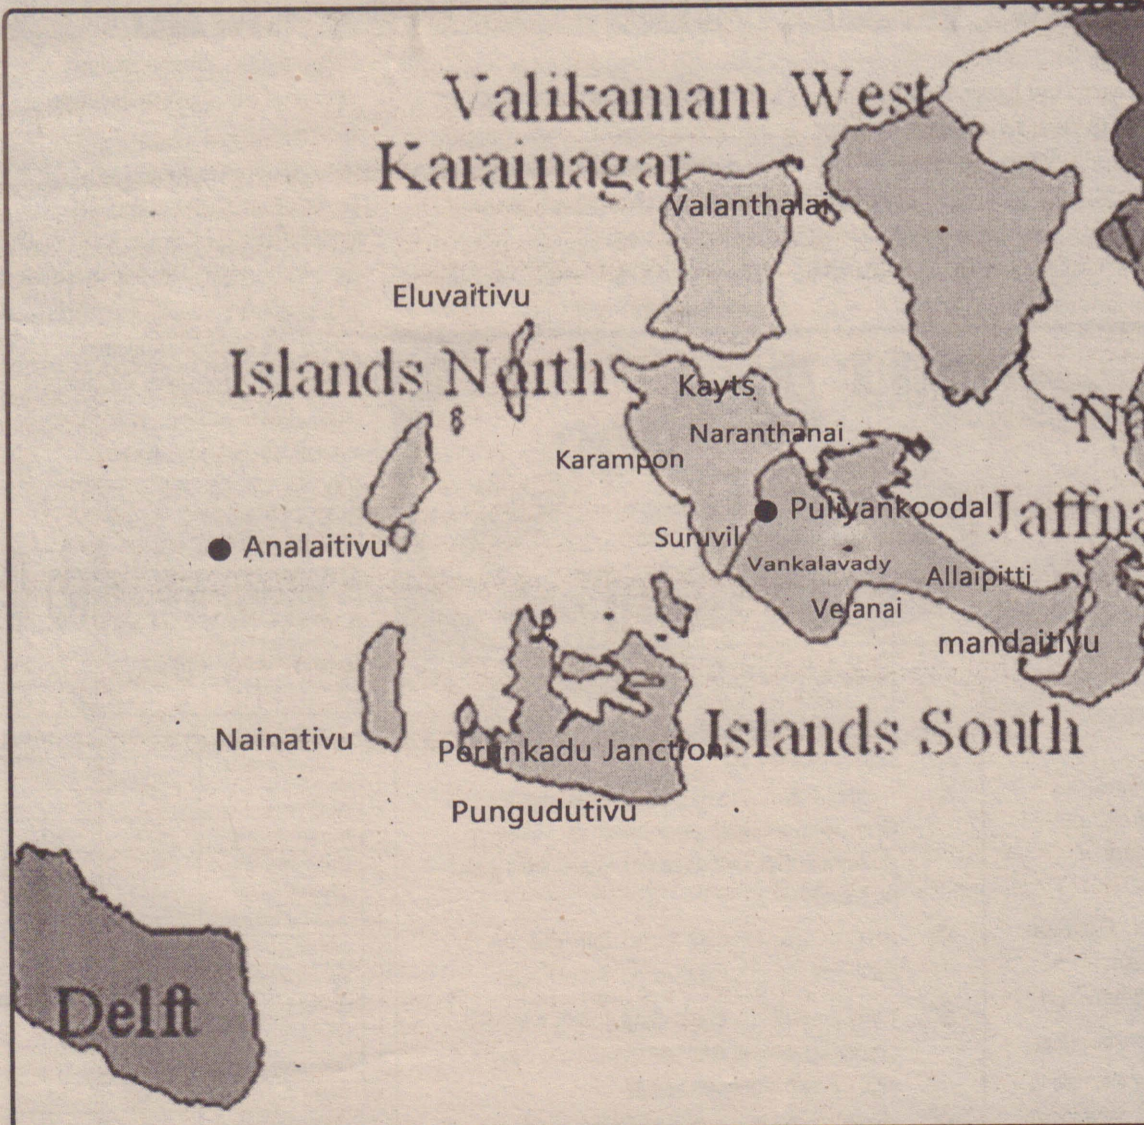 Valikamam West
Karainagar
Valanthalai
Eluvaitivu
Islands North
Kayts
Naranthanai
Karampon
Puliyankoodal
Jaffna
Suruvil
Analaitivu
Vankalavady
Allaipitti
Velanai
mandaitivu
Nainativu
Islands South
Perunkadu Janction
Pungudutivu
Delft